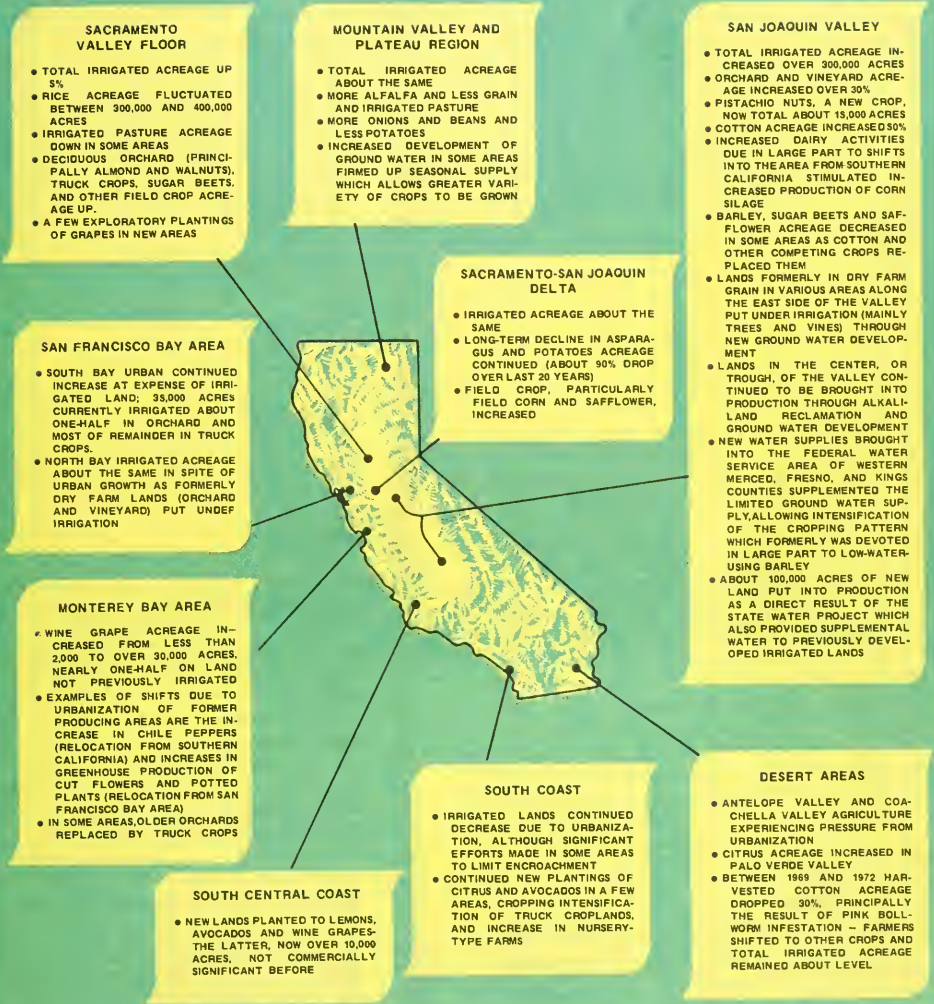 SACRAMENTO
VALLEY FLOOR
• TOTAL IRRIGATED ACREAGE UP
5%
• RICE ACREAGE FLUCTUATED
BETWEEN 300,000 AND 400,000
ACRES
• IRRIGATED PASTURE ACREAGE
DOWN IN SOME AREAS
• DECIDUOUS ORCHARD (PRINCI-
PALLY ALMOND AND WALNUTS),
TRUCK CROPS, SUGAR BEETS,
AND OTHER FIELD CROP ACRE-
AGE UP.
• A FEW EXPLORATORY PLANTINGS
OF GRAPES IN NEW AREAS
MOUNTAIN VALLEY AND
PLATEAU REGION
• TOTAL IRRIGATED ACREAGE
ABOUT THE SAME
• MORE ALFALFA AND LESS GRAIN
AND IRRIGATED PASTURE
• MORE ONIONS AND BEANS AND
LESS POTATOES
• INCREASED DEVELOPMENT OF
GROUND WATER IN SOME AREAS
FIRMED UP SEASONAL SUPPLY
WHICH ALLOWS GREATER VARI-
ETY OF CROPS TO BE GROWN
SAN JOAQUIN VALLEY
• TOTAL IRRIGATED ACREAGE IN-
CREASED OVER 300,000 ACRES
• ORCHARD AND VINEYARD ACRE-
AGE INCREASED OVER 30%
• PISTACHIO NUTS, A NEW CROP,
NOW TOTAL ABOUT 15,000 ACRES
• COTTON ACREAGE INCREASED 50%
• INCREASED DAIRY ACTIVITIES
DUE IN LARGE PART TO SHIFTS
INTO THE AREA FROM SOUTHERN
CALIFORNIA STIMULATED IN-
CREASED PRODUCTION OF CORN
SILAGE
• BARLEY, SUGAR BEETS AND SAF-
FLOWER ACREAGE DECREASED
IN SOME AREAS AS COTTON AND
OTHER COMPETING CROPS RE-
PLACED THEM
• LANDS FORMERLY IN DRY FARM
GRAIN IN VARIOUS AREAS ALONG
THE EAST SIDE OF THE VALLEY
PUT UNDER IRRIGATION (MAINLY
TREES AND VINES) THROUGH
NEW GROUND WATER DEVELOP-
MENT
• LANDS IN THE CENTER, OR
TROUGH, OF THE VALLEY CON-
TINUED TO BE BROUGHT INTO
PRODUCTION THROUGH ALKALI-
LAND RECLAMATION AND
GROUND WATER DEVELOPMENT
• NEW WATER SUPPLIES BROUGHT
INTO THE FEDERAL WATER
SERVICE AREA OF WESTERN
MERCED, FRESNO, AND KINGS
COUNTIES SUPPLEMENTED THE
LIMITED GROUND WATER SUP-
PLY, ALLOWING INTENSIFICATION
OF THE CROPPING PATTERN
WHICH FORMERLY WAS DEVOTED
IN LARGE PART TO LOW-WATER-
USING BARLEY
• ABOUT 100,000 ACRES OF NEW
LAND PUT INTO PRODUCTION
AS A DIRECT RESULT OF THE
STATE WATER PROJECT WHICH
ALSO PROVIDED SUPPLEMENTAL
WATER TO PREVIOUSLY DEVEL-
OPED IRRIGATED LANDS
SACRAMENTO-SAN JOAQUIN
DELTA
• IRRIGATED ACREAGE ABOUT THE
SAME
• LONG-TERM DECLINE IN ASPARA-
GUS AND POTATOES ACREAGE
CONTINUED (ABOUT 90% DROP
OVER LAST 20 YEARS)
• FIELD CROP, PARTICULARLY
FIELD CORN AND SAFFLOWER,
INCREASED
SAN FRANCISCO BAY AREA
• SOUTH BAY URBAN CONTINUED
INCREASE AT EXPENSE OF IRRI-
GATED LAND; 35,000 ACRES
CURRENTLY IRRIGATED ABOUT
ONE-HALF IN ORCHARD AND
MOST OF REMAINDER IN TRUCK
CROPS.
• NORTH BAY IRRIGATED ACREAGE
ABOUT THE SAME IN SPITE OF
URBAN GROWTH AS FORMERLY
DRY FARM LANDS (ORCHARD
AND VINEYARD) PUT UNDER
IRRIGATION
MONTEREY BAY AREA
• WINE GRAPE ACREAGE IN-
CREASED FROM LESS THAN
2,000 TO OVER 30,000 ACRES,
NEARLY ONE-HALF ON LAND
NOT PREVIOUSLY IRRIGATED
• EXAMPLES OF SHIFTS DUE TO
URBANIZATION OF FORMER
PRODUCING AREAS ARE THE IN-
CREASE IN CHILE PEPPERS
(RELOCATION FROM SOUTHERN
CALIFORNIA) AND INCREASES IN
GREENHOUSE PRODUCTION OF
CUT FLOWERS AND POTTED
PLANTS (RELOCATION FROM SAN
FRANCISCO BAY AREA)
• IN SOME AREAS, OLDER ORCHARDS
REPLACED BY TRUCK CROPS
SOUTH CENTRAL COAST
• NEW LANDS PLANTED TO LEMONS,
AVOCADOS AND WINE GRAPES-
THE LATTER, NOW OVER 10,000
ACRES, NOT COMMERCIALLY
SIGNIFICANT BEFORE
SOUTH COAST
• IRRIGATED LANDS CONTINUED
DECREASE DUE TO URBANIZA-
TION, ALTHOUGH SIGNIFICANT
EFFORTS MADE IN SOME AREAS
TO LIMIT ENCROACHMENT
• CONTINUED NEW PLANTINGS OF
CITRUS AND AVOCADOS IN A FEW
AREAS, CROPPING INTENSIFICA-
TION OF TRUCK CROPLANDS,
AND INCREASE IN NURSERY-
TYPE FARMS
DESERT AREAS
• ANTELOPE VALLEY AND COA-
CHELLA VALLEY AGRICULTURE
EXPERIENCING PRESSURE FROM
URBANIZATION
• CITRUS ACREAGE INCREASED IN
PALO VERDE VALLEY
• BETWEEN 1969 AND 1972 HAR-
VESTED COTTON ACREAGE
DROPPED 30%, PRINCIPALLY
THE RESULT OF PINK BOLL-
WORM INFESTATION – FARMERS
SHIFTED TO OTHER CROPS AND
TOTAL IRRIGATED ACREAGE
REMAINED ABOUT LEVEL